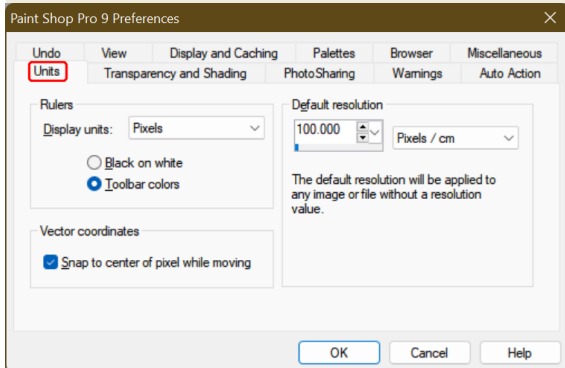 Paint Shop Pro 9 Preferences
Undo View Display and Caching Palettes Browser Miscellaneous
Units Transparency and Shading PhotoSharing Warnings Auto Action
Rulers
Display units: Pixels
Black on white
Toolbar colors
Vector coordinates
Snap to center of pixel while moving
Default resolution
100.000 Pixels / cm
The default resolution will be applied to
any image or file without a resolution
value.
OK Cancel Help